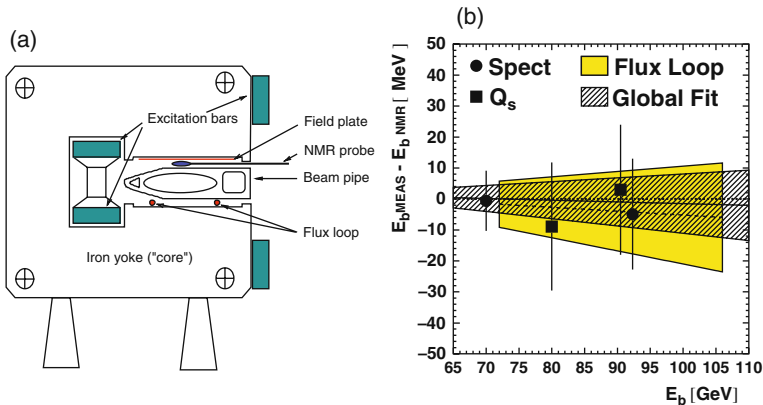 (a)
Excitation bars
Field plate
NMR probe
Beam pipe
Flux loop
Iron yoke ("core")
(b)
E_b^MEAS - E_b^NMR [ MeV]
50
40
30
20
10
0
−10
−20
−30
−40
−50
Spect
Flux Loop
Q_s
Global Fit
65 70 75 80 85 90 95 100 105 110
E_b [GeV]